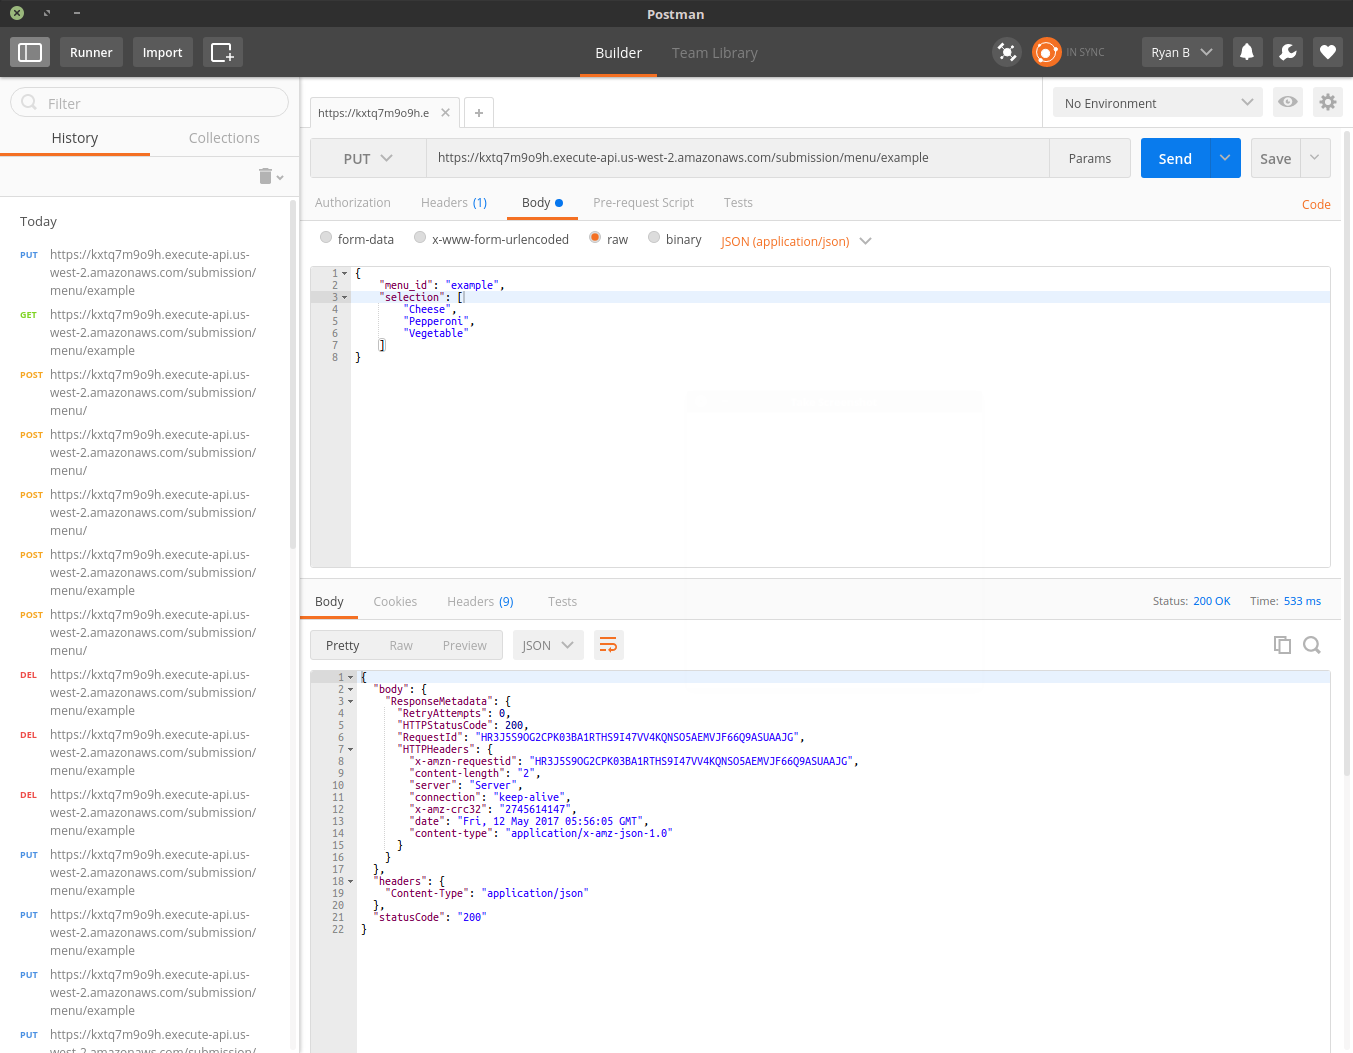 Postman
Runner
Import
Builder
Team Library
IN SYNC
Ryan B
Filter
History
Collections
Today
PUT https://kxtq7m9o9h.execute-api.us-
west-2.amazonaws.com/submission/
menu/example
GET https://kxtq7m9o9h.execute-api.us-
west-2.amazonaws.com/submission/
menu/example
POST https://kxtq7m9o9h.execute-api.us-
west-2.amazonaws.com/submission/
menu/
POST https://kxtq7m9o9h.execute-api.us-
west-2.amazonaws.com/submission/
menu/
POST https://kxtq7m9o9h.execute-api.us-
west-2.amazonaws.com/submission/
menu/
POST https://kxtq7m9o9h.execute-api.us-
west-2.amazonaws.com/submission/
menu/example
POST https://kxtq7m9o9h.execute-api.us-
west-2.amazonaws.com/submission/
menu/
DEL https://kxtq7m9o9h.execute-api.us-
west-2.amazonaws.com/submission/
menu/example
DEL https://kxtq7m9o9h.execute-api.us-
west-2.amazonaws.com/submission/
menu/example
DEL https://kxtq7m9o9h.execute-api.us-
west-2.amazonaws.com/submission/
menu/example
PUT https://kxtq7m9o9h.execute-api.us-
west-2.amazonaws.com/submission/
menu/example
PUT https://kxtq7m9o9h.execute-api.us-
west-2.amazonaws.com/submission/
menu/example
PUT https://kxtq7m9o9h.execute-api.us-
west-2.amazonaws.com/submission/
menu/example
PUT https://kxtq7m9o9h.execute-api.us-
west-2.amazonaws.com/submission/
https://kxtq7m9o9h.e
+
No Environment
PUT
https://kxtq7m9o9h.execute-api.us-west-2.amazonaws.com/submission/menu/example
Params
Send
Save
Authorization
Headers (1)
Body
Pre-request Script
Tests
Code
form-data
x-www-form-urlencoded
raw
binary
JSON (application/json)
1 {
2 "menu_id": "example",
3 "selection": [
4 "Cheese",
5 "Pepperoni",
6 "Vegetable"
7 ]
8 }
Body
Cookies
Headers (9)
Tests
Status: 200 OK
Time: 533 ms
Pretty
Raw
Preview
JSON
1 {
2 "body": {
3 "ResponseMetadata": {
4 "RetryAttempts": 0,
5 "HTTPStatusCode": 200,
6 "RequestId": "HR3J5S9OG2CPK03BA1RTHS9I47VV4KQNSO5AEMVJF66Q9ASUAAJG",
7 "HTTPHeaders": {
8 "x-amzn-requestid": "HR3J5S9OG2CPK03BA1RTHS9I47VV4KQNSO5AEMVJF66Q9ASUAAJG",
9 "content-length": "2",
10 "server": "Server",
11 "connection": "keep-alive",
12 "x-amz-crc32": "2745614147",
13 "date": "Fri, 12 May 2017 05:56:05 GMT",
14 "content-type": "application/x-amz-json-1.0"
15 }
16 }
17 },
18 "headers": {
19 "Content-Type": "application/json"
20 },
21 "statusCode": "200"
22 }